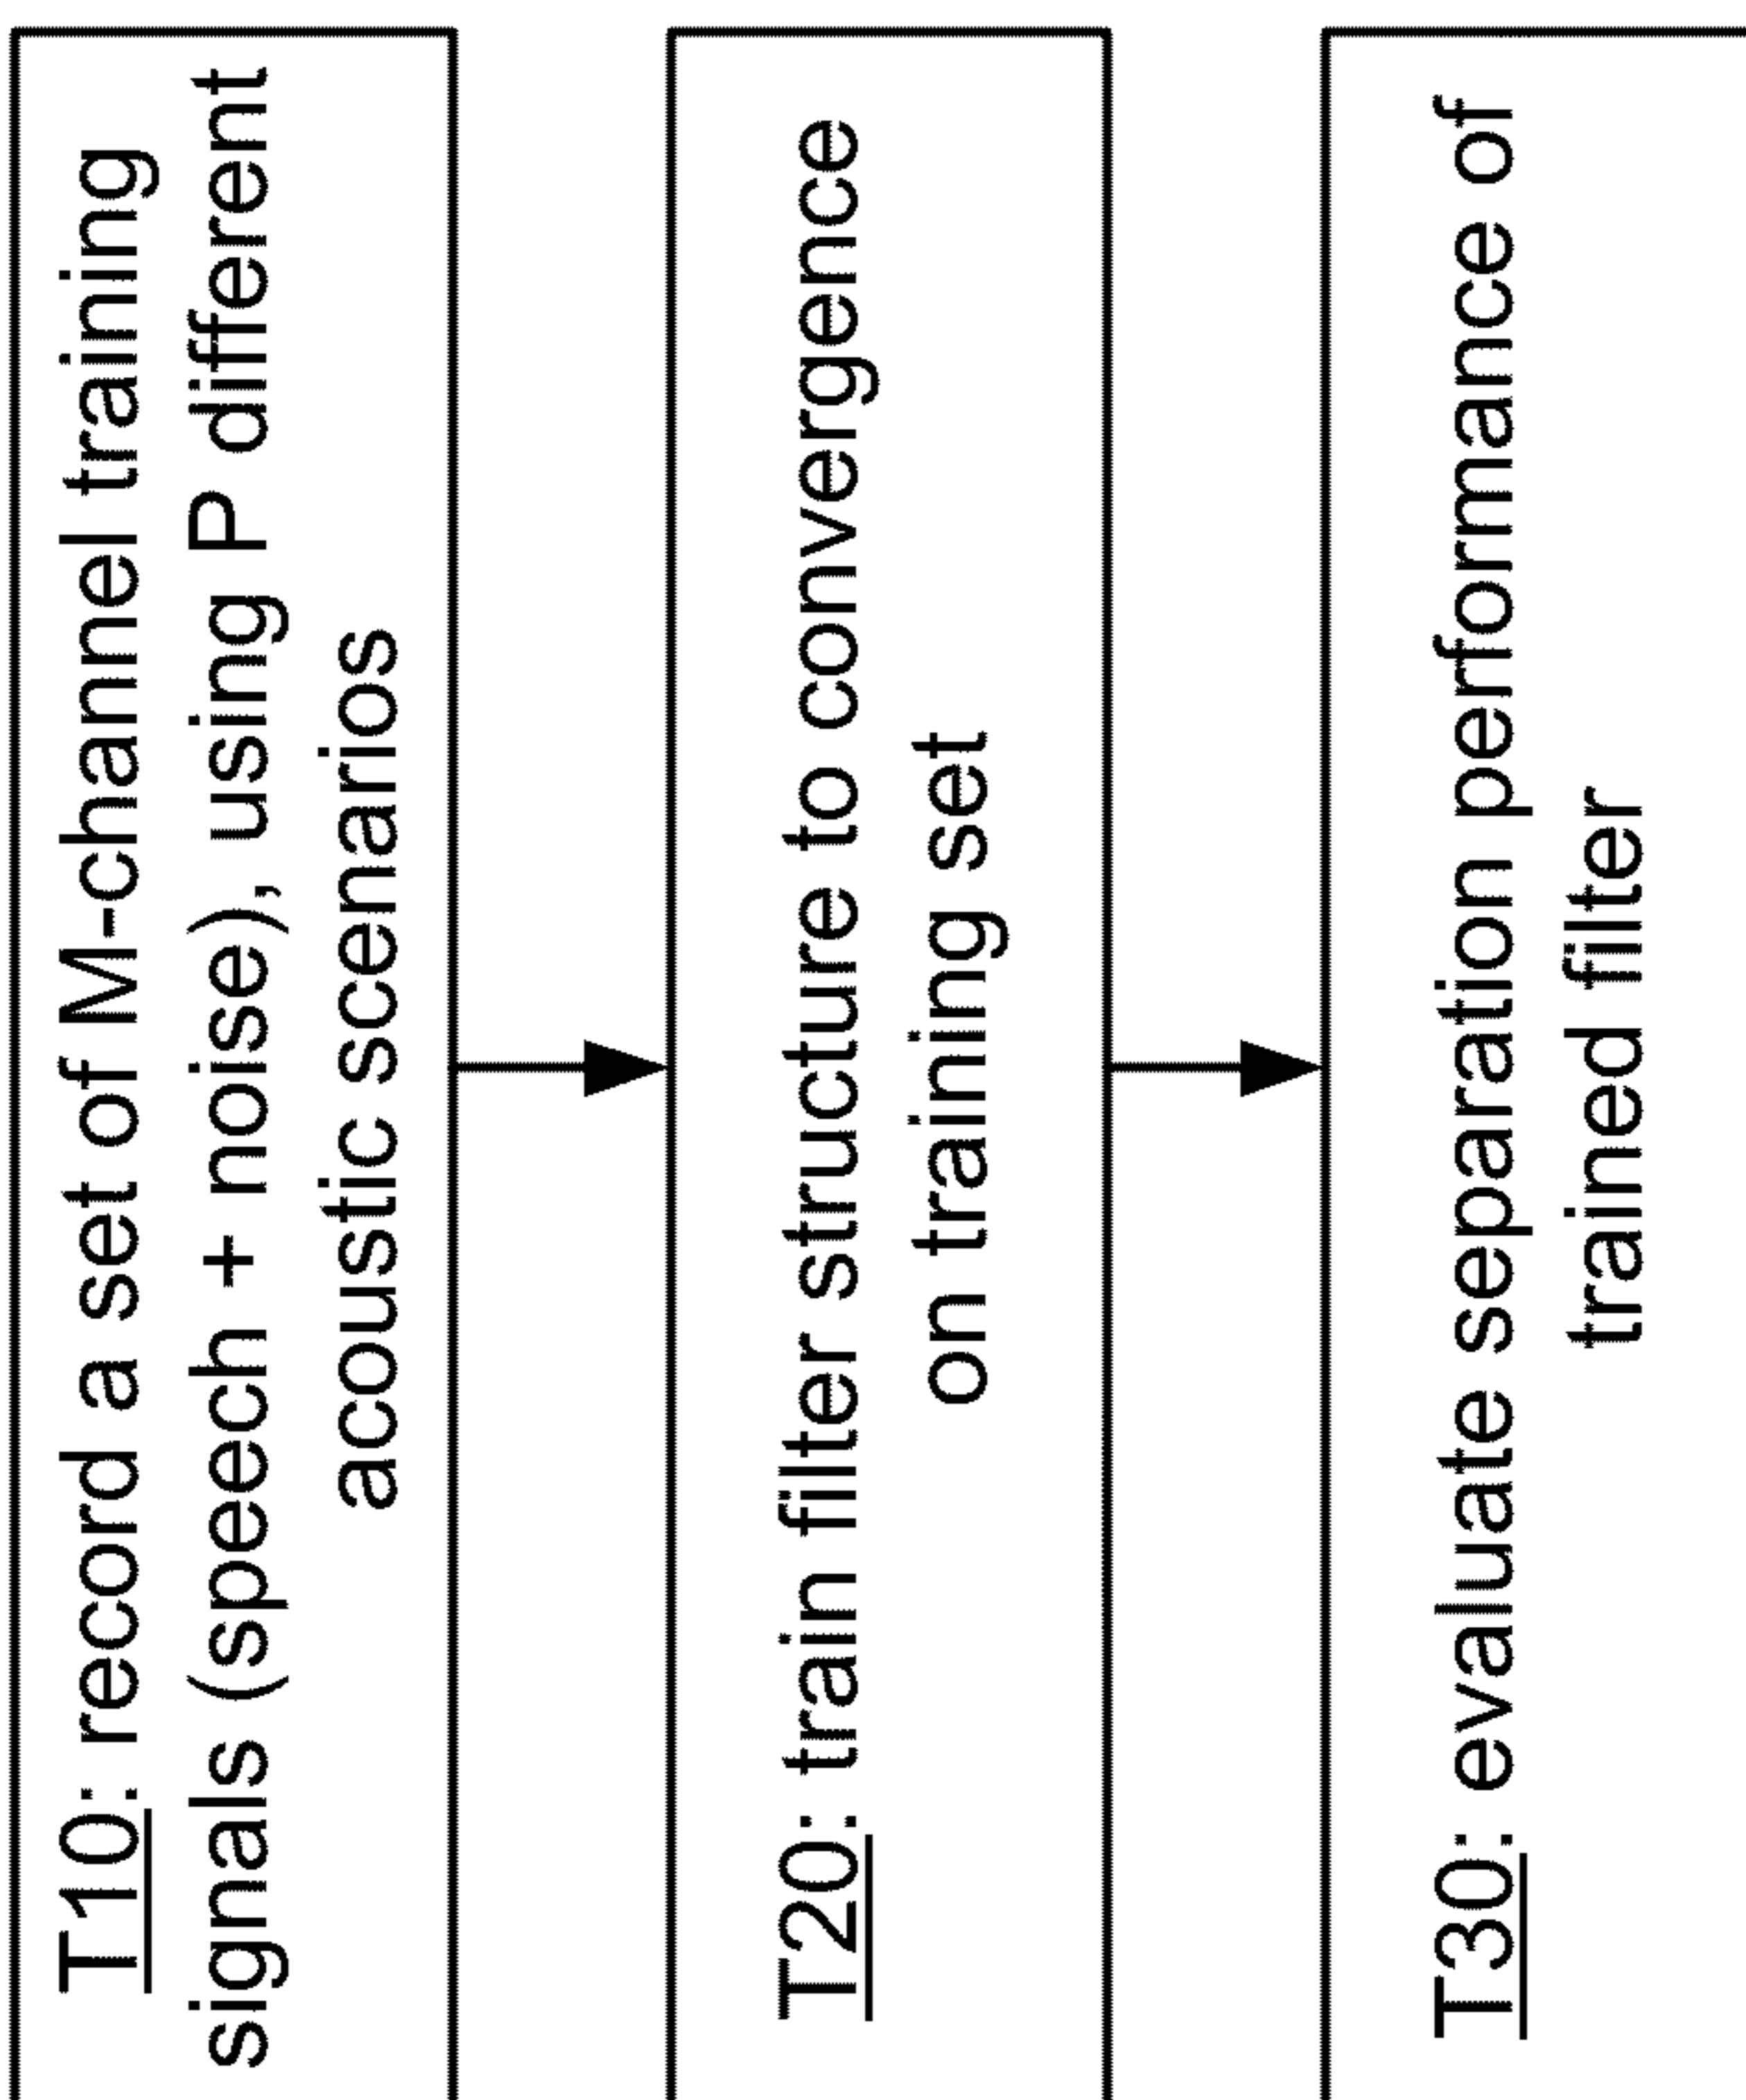 T10: record a set of M-channel training
signals (speech + noise), using P different
acoustic scenarios
T20: train filter structure to convergence
on training set
T30: evaluate separation performance of
trained filter